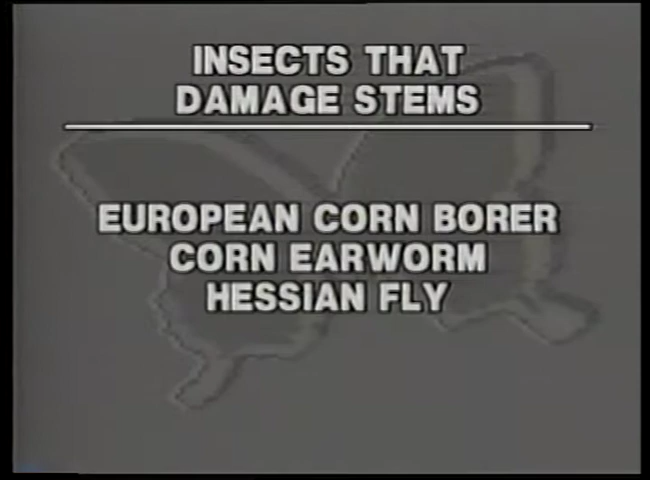 INSECTS THAT
DAMAGE STEMS
EUROPEAN CORN BORER
CORN EARWORM
HESSIAN FLY